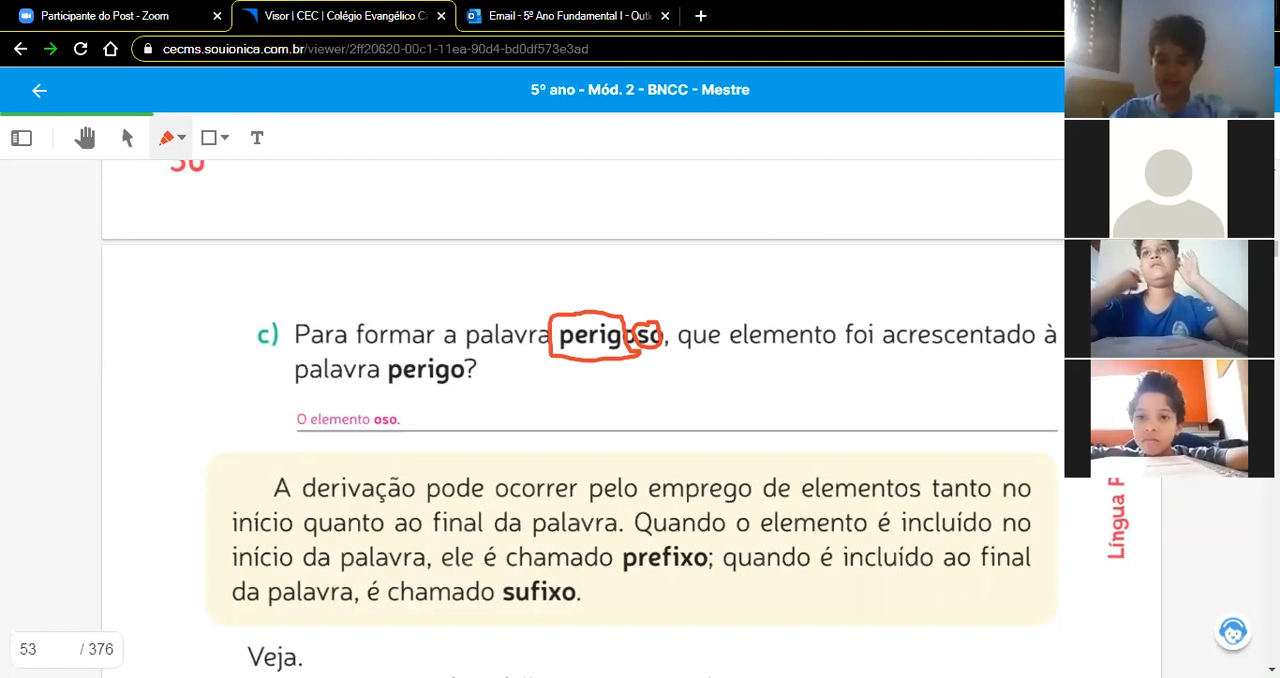 Participante do Post - Zoom
Visor | CEC | Colégio Evangélico C
Email - 5º Ano Fundamental I - Outl
cecms.souionica.com.br/viewer/2ff20620-00c1-11ea-90d4-bd0df573e3ad
5º ano - Mód. 2 - BNCC - Mestre
T
50
c) Para formar a palavra perigoso, que elemento foi acrescentado à
palavra perigo?
O elemento oso.
A derivação pode ocorrer pelo emprego de elementos tanto no
início quanto ao final da palavra. Quando o elemento é incluído no
início da palavra, ele é chamado prefixo; quando é incluído ao final
da palavra, é chamado sufixo.
Língua P
Veja.
53 / 376